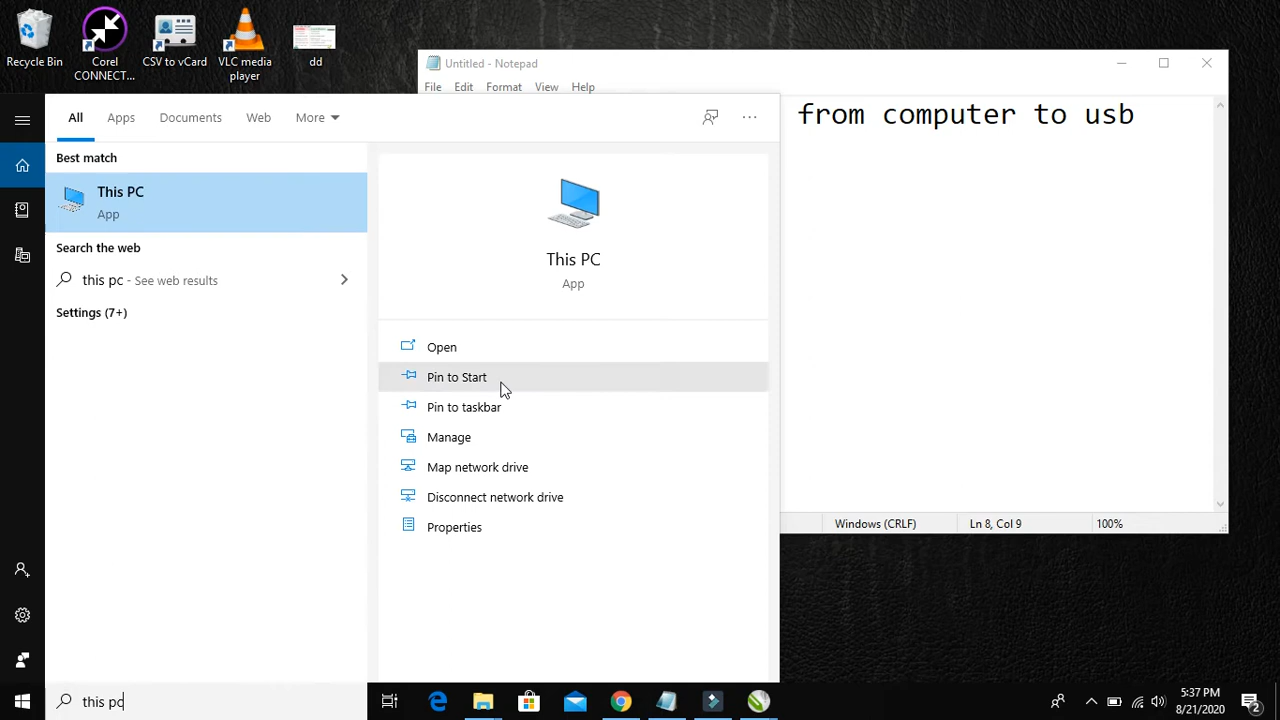 Recycle Bin
Corel
CONNECT...
CSV to vCard
VLC media
player
dd
Untitled - Notepad
File Edit Format View Help
from computer to usb
All Apps Documents Web More
Best match
This PC
App
Search the web
this pc - See web results
Settings (7+)
This PC
App
Open
Pin to Start
Pin to taskbar
Manage
Map network drive
Disconnect network drive
Properties
Windows (CRLF) Ln 8, Col 9 100%
this pc
5:37 PM
8/21/2020
2